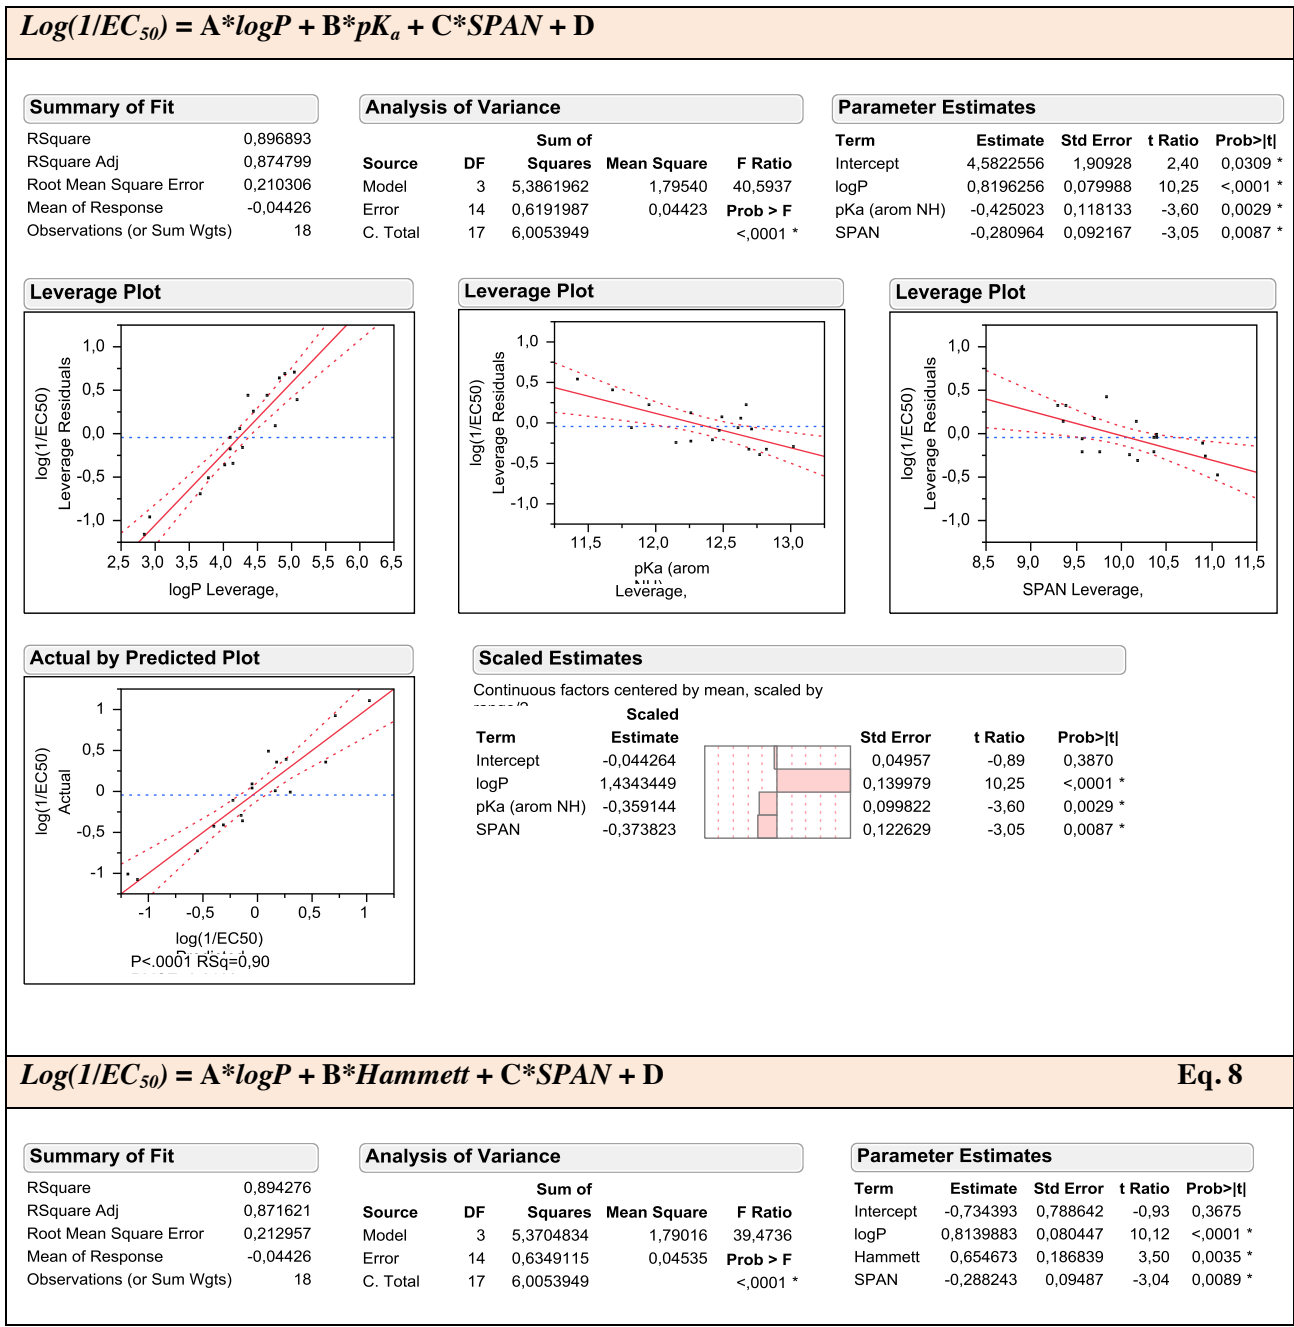 Log(1/EC50) = A*logP + B*pKa + C*SPAN + D
Summary of Fit
RSquare 0,896893
RSquare Adj 0,874799
Root Mean Square Error 0,210306
Mean of Response -0,04426
Observations (or Sum Wgts) 18
Analysis of Variance
Sum of
Source DF Squares Mean Square F Ratio
Model 3 5,3861962 1,79540 40,5937
Error 14 0,6191987 0,04423 Prob > F
C. Total 17 6,0053949 <,0001 *
Parameter Estimates
Term Estimate Std Error t Ratio Prob>|t|
Intercept 4,5822556 1,90928 2,40 0,0309 *
logP 0,8196256 0,079988 10,25 <,0001 *
pKa (arom NH) -0,425023 0,118133 -3,60 0,0029 *
SPAN -0,280964 0,092167 -3,05 0,0087 *
Leverage Plot
log(1/EC50)
Leverage Residuals
1,0
0,5
0,0
-0,5
-1,0
2,5 3,0 3,5 4,0 4,5 5,0 5,5 6,0 6,5
logP Leverage,
Leverage Plot
log(1/EC50)
Leverage Residuals
1,0
0,5
0,0
-0,5
-1,0
11,5 12,0 12,5 13,0
pKa (arom
Leverage,
Leverage Plot
log(1/EC50)
Leverage Residuals
1,0
0,5
0,0
-0,5
-1,0
8,5 9,0 9,5 10,0 10,5 11,0 11,5
SPAN Leverage,
Actual by Predicted Plot
log(1/EC50)
Actual
1
0,5
0
-0,5
-1
-1 -0,5 0 0,5 1
log(1/EC50)
P<.0001 RSq=0,90
Scaled Estimates
Continuous factors centered by mean, scaled by
Scaled
Term Estimate Std Error t Ratio Prob>|t|
Intercept -0,044264 0,04957 -0,89 0,3870
logP 1,4343449 0,139979 10,25 <,0001 *
pKa (arom NH) -0,359144 0,099822 -3,60 0,0029 *
SPAN -0,373823 0,122629 -3,05 0,0087 *
Log(1/EC50) = A*logP + B*Hammett + C*SPAN + D Eq. 8
Summary of Fit
RSquare 0,894276
RSquare Adj 0,871621
Root Mean Square Error 0,212957
Mean of Response -0,04426
Observations (or Sum Wgts) 18
Analysis of Variance
Sum of
Source DF Squares Mean Square F Ratio
Model 3 5,3704834 1,79016 39,4736
Error 14 0,6349115 0,04535 Prob > F
C. Total 17 6,0053949 <,0001 *
Parameter Estimates
Term Estimate Std Error t Ratio Prob>|t|
Intercept -0,734393 0,788642 -0,93 0,3675
logP 0,8139883 0,080447 10,12 <,0001 *
Hammett 0,654673 0,186839 3,50 0,0035 *
SPAN -0,288243 0,09487 -3,04 0,0089 *